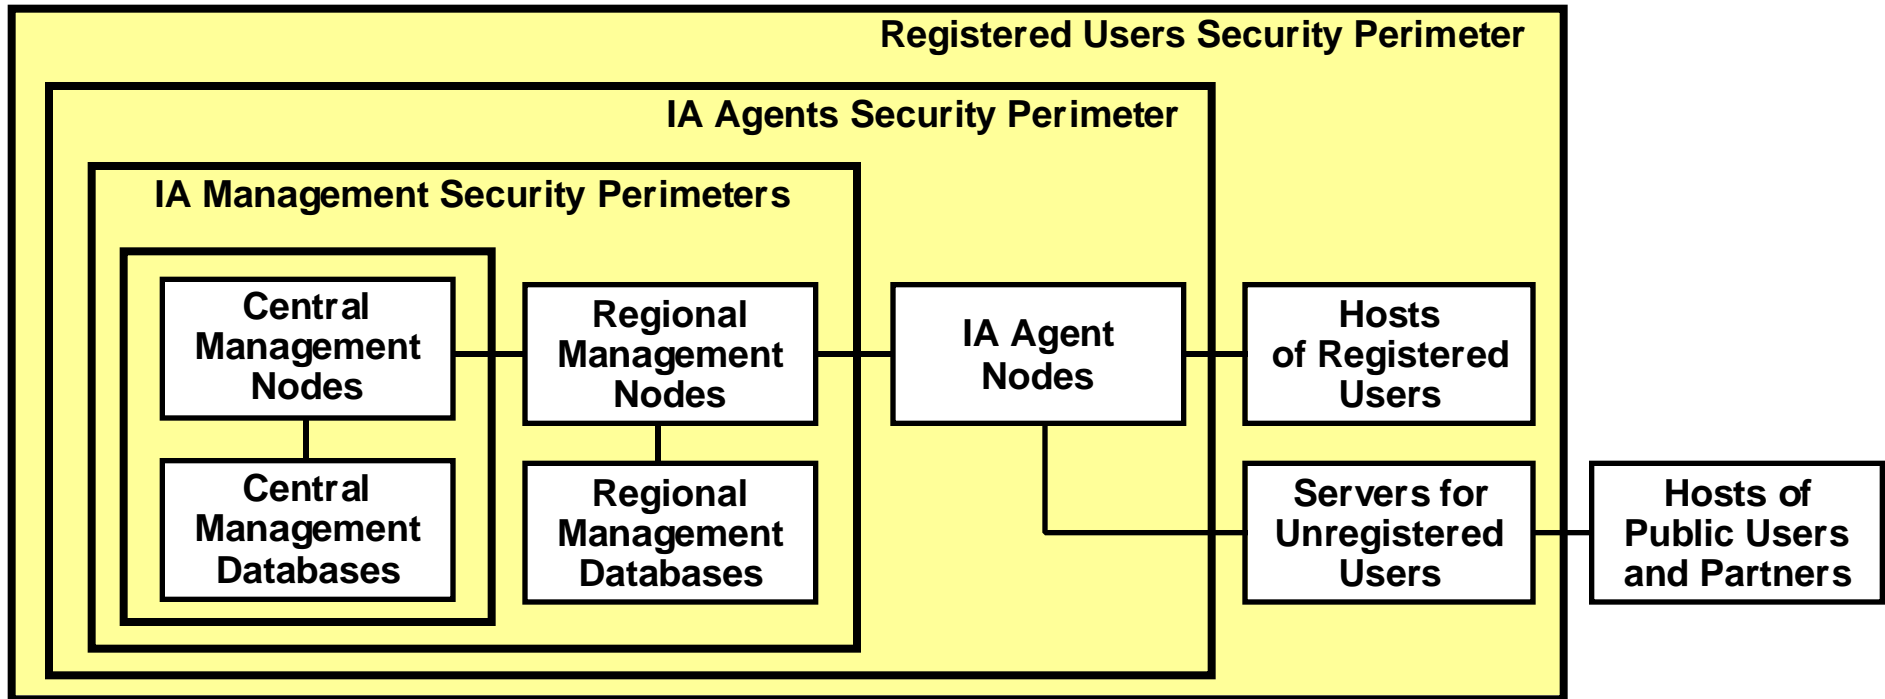 Registered Users Security Perimeter
IA Agents Security Perimeter
IA Management Security Perimeters
Central
Management
Nodes
Regional
Management
Nodes
IA Agent
Nodes
Hosts
of Registered
Users
Central
Management
Databases
Regional
Management
Databases
Servers for
Unregistered
Users
Hosts of
Public Users
and Partners